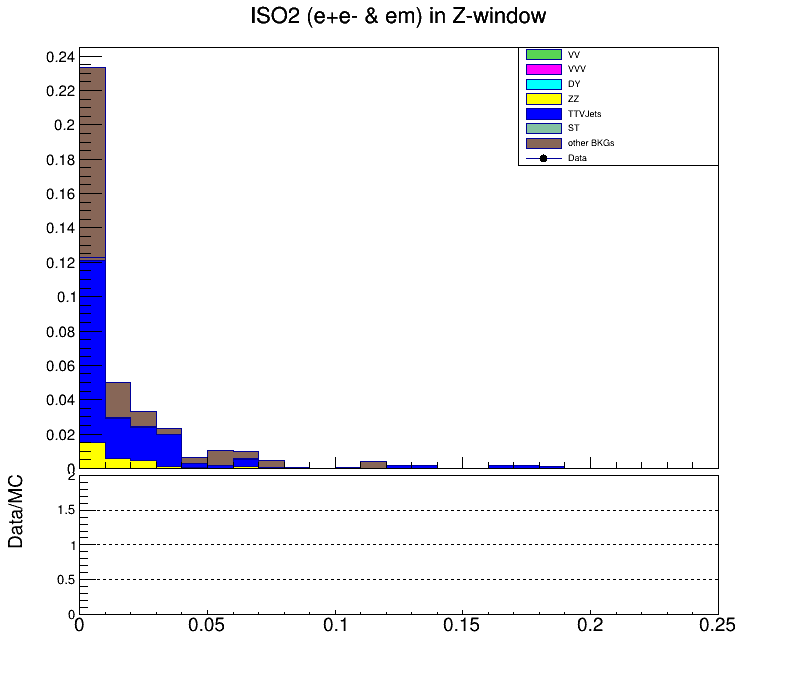 ISO2 (e+e- & em) in Z-window
0.24
0.22
0.2
0.18
0.16
0.14
0.12
0.1
0.08
0.06
0.04
0.02
0
VV
VVV
DY
ZZ
TTVJets
ST
other BKGs
Data
Data/MC
2
1.5
1
0.5
0
0 0.05 0.1 0.15 0.2 0.25